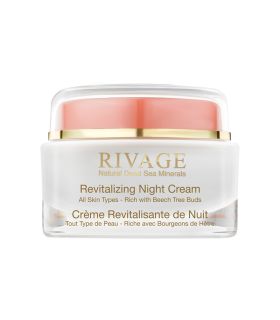 RIVAGE
Natural Dead Sea Minerals
Revitalizing Night Cream
All Skin Types - Rich with Beech Tree Buds
Crème Revitalisante de Nuit
Tout Type de Peau - Riche avec Bourgeons de Hêtre